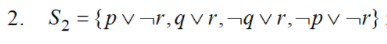 2. S₂ = {p ∨ ¬r, q ∨ r, ¬q ∨ r, ¬p ∨ ¬r};